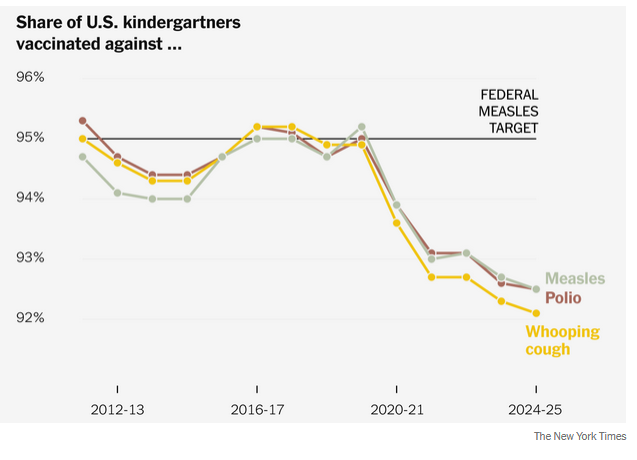 Share of U.S. kindergartners
vaccinated against ...
96%
FEDERAL
MEASLES
TARGET
95%
94%
93%
92%
Measles
Polio
Whooping
cough
2012-13
2016-17
2020-21
2024-25
The New York Times